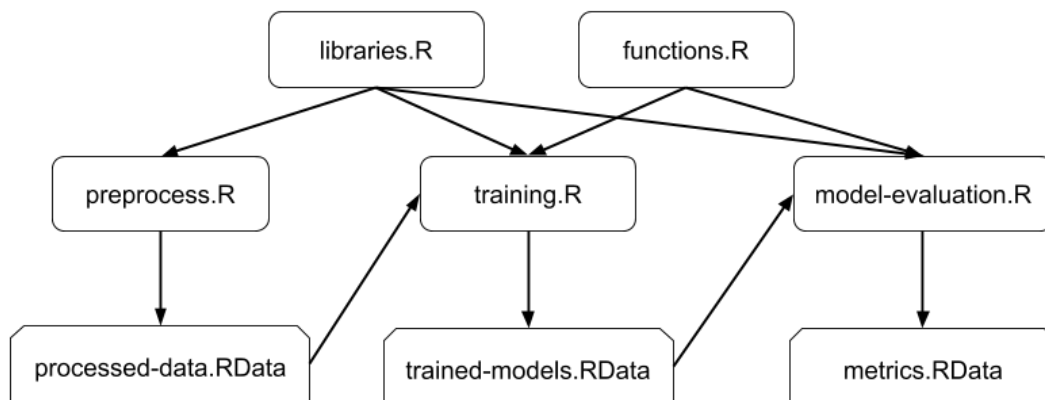 libraries.R
functions.R
preprocess.R
training.R
model-evaluation.R
processed-data.RData
trained-models.RData
metrics.RData